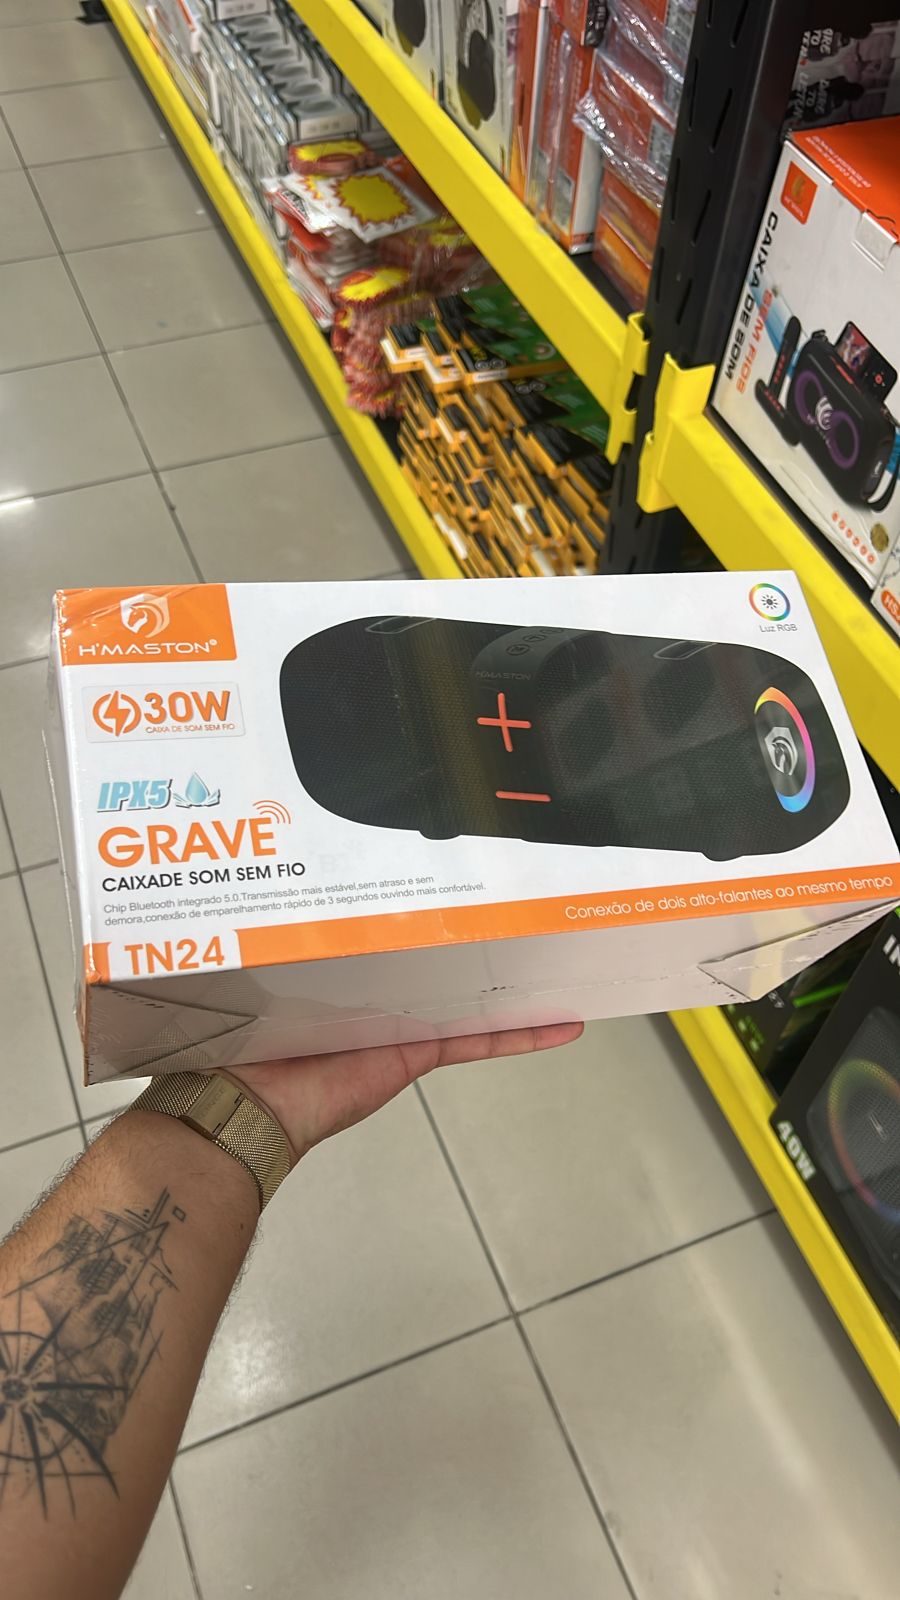 CAIXA DE SOM
SEM FIO
H'MASTON
Luz RGB
30W
CAIXA DE SOM SEM FIO
H'MASTON
IPX5
GRAVE
CAIXADE SOM SEM FIO
Chip Bluetooth integrado 5.0.Transmissão mais estável,sem atraso e sem
demora,conexão de emparelhamento rápido de 3 segundos ouvindo mais confortável.
Conexão de dois alto-falantes ao mesmo tempo
TN24
40W